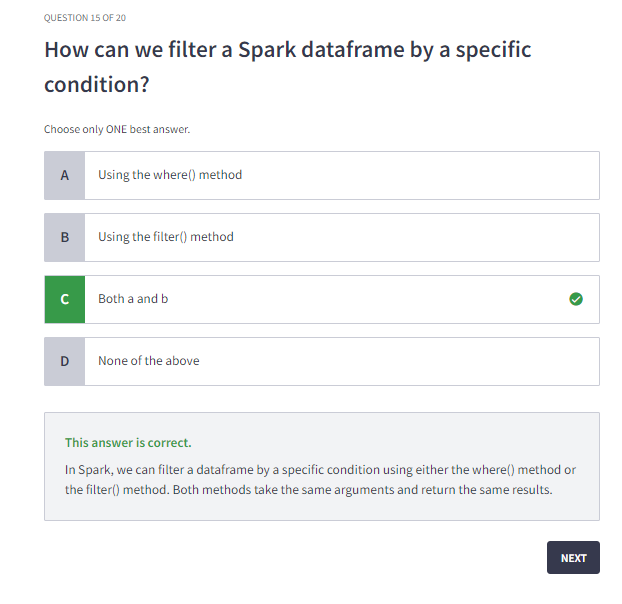 QUESTION 15 OF 20
How can we filter a Spark dataframe by a specific
condition?
Choose only ONE best answer.
A Using the where() method
B Using the filter() method
C Both a and b
D None of the above
This answer is correct.
In Spark, we can filter a dataframe by a specific condition using either the where() method or
the filter() method. Both methods take the same arguments and return the same results.
NEXT